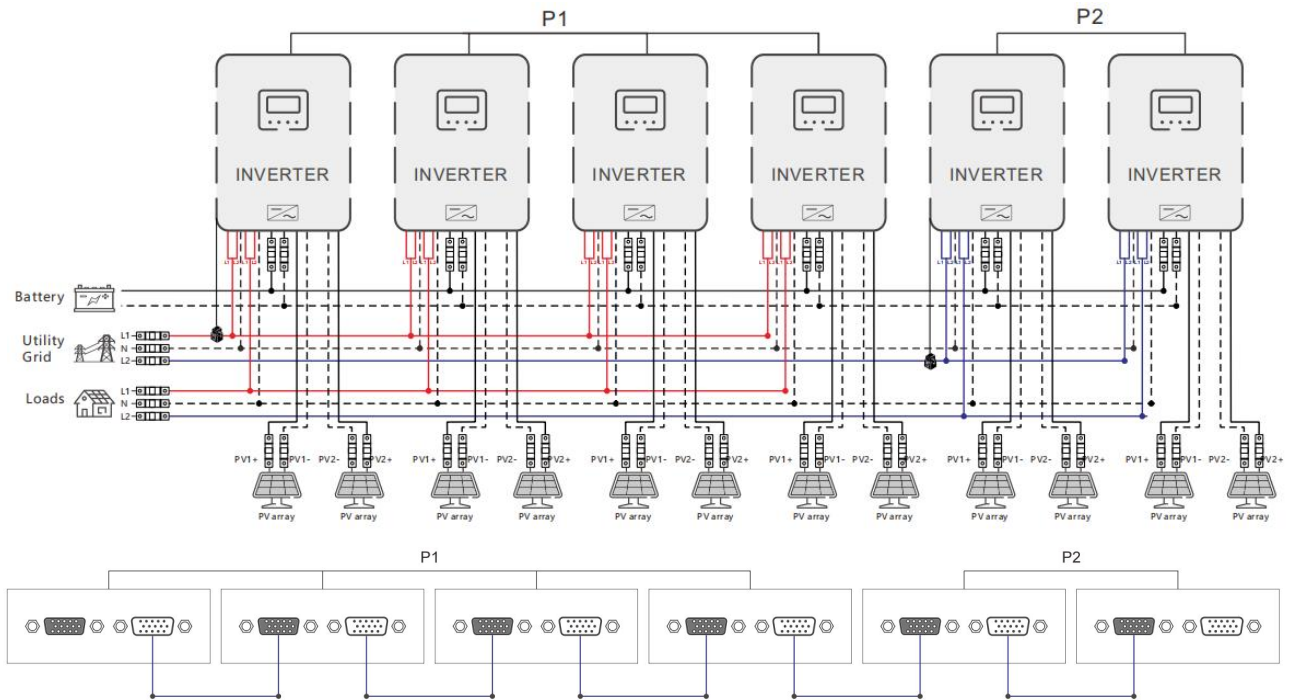 P1 P2
INVERTER INVERTER INVERTER INVERTER INVERTER INVERTER
Battery
Utility
Grid
L1
N
L2
Loads
L1
N
L2
PV1+ PV1- PV2- PV2+ PV1+ PV1- PV2- PV2+ PV1+ PV1- PV2- PV2+ PV1+ PV1- PV2- PV2+ PV1+ PV1- PV2- PV2+ PV1+ PV1- PV2- PV2+
PV array PV array PV array PV array PV array PV array PV array PV array PV array PV array PV array PV array
P1 P2